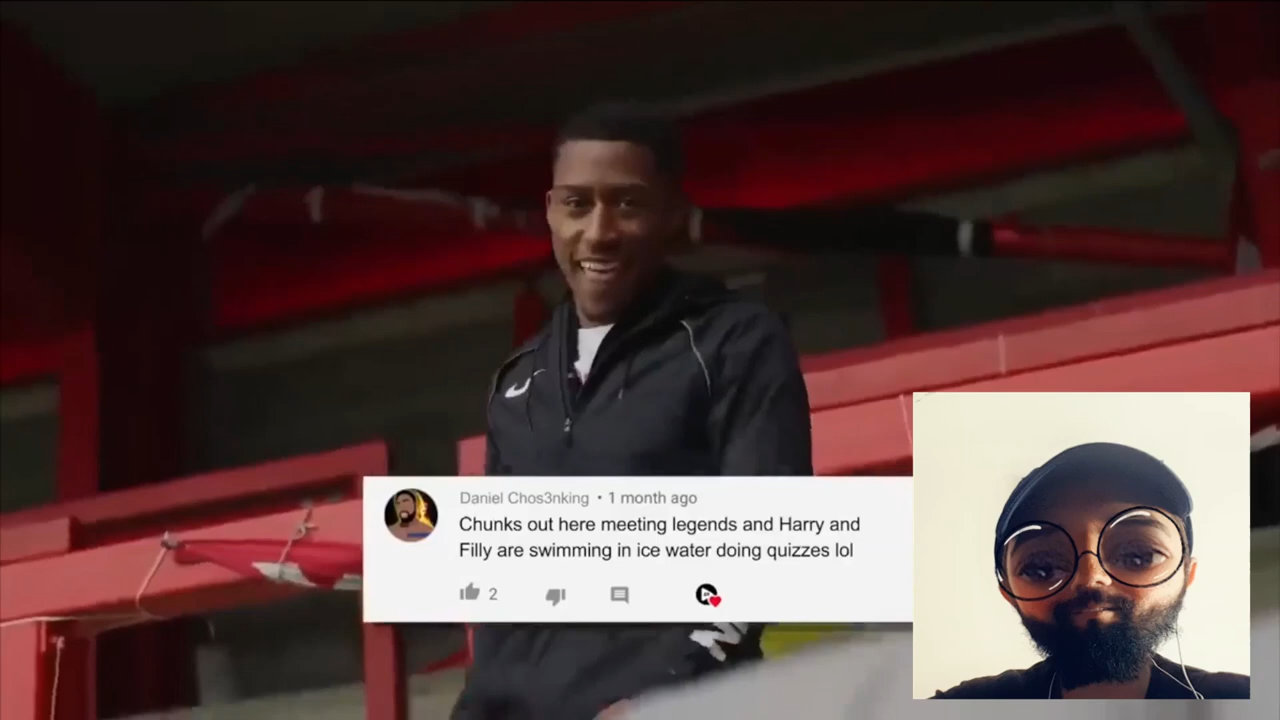 Daniel Chos3nking • 1 month ago
Chunks out here meeting legends and Harry and
Filly are swimming in ice water doing quizzes lol
2